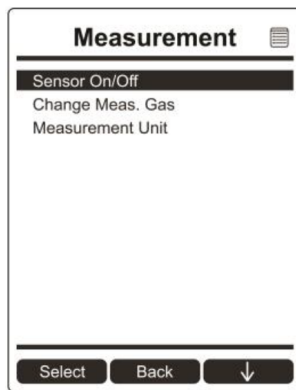 Measurement
Sensor On/Off
Change Meas. Gas
Measurement Unit
Select Back ↓